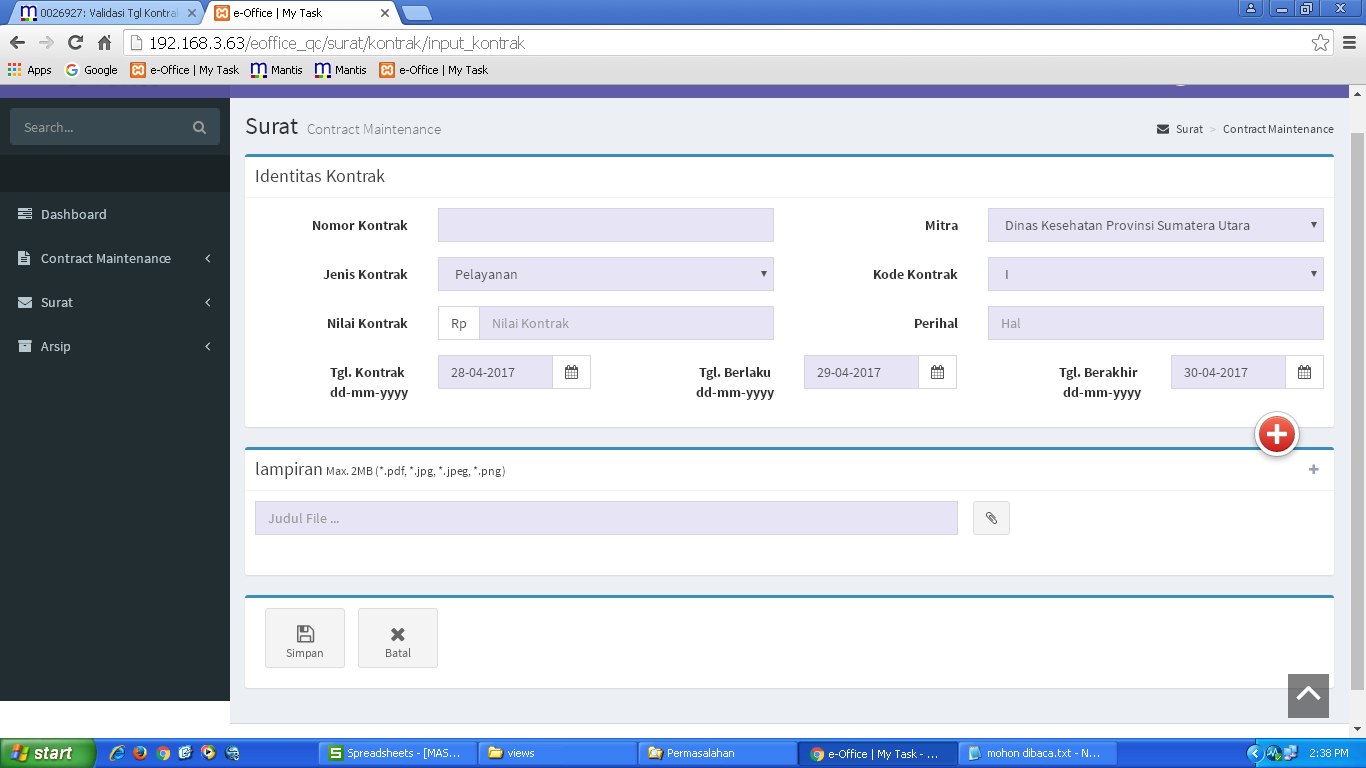 0026927: Validasi Tgl Kontral
e-Office | My Task
192.168.3.63/eoffice_qc/surat/kontrak/input_kontrak
Apps Google e-Office | My Task Mantis Mantis e-Office | My Task
Search...
Dashboard
Contract Maintenance
Surat
Arsip
Surat Contract Maintenance
Surat > Contract Maintenance
Identitas Kontrak
Nomor Kontrak
Mitra Dinas Kesehatan Provinsi Sumatera Utara
Jenis Kontrak Pelayanan
Kode Kontrak I
Nilai Kontrak Rp Nilai Kontrak
Perihal Hal
Tgl. Kontrak 28-04-2017 Tgl. Berlaku 29-04-2017 Tgl. Berakhir 30-04-2017
dd-mm-yyyy dd-mm-yyyy dd-mm-yyyy
lampiran Max. 2MB (*.pdf, *.jpg, *.jpeg, *.png)
Judul File ...
Simpan
Batal
start
Spreadsheets - [MAS...
views
Permasalahan
e-Office | My Task - ...
mohon dibaca.txt - N...
2:38 PM